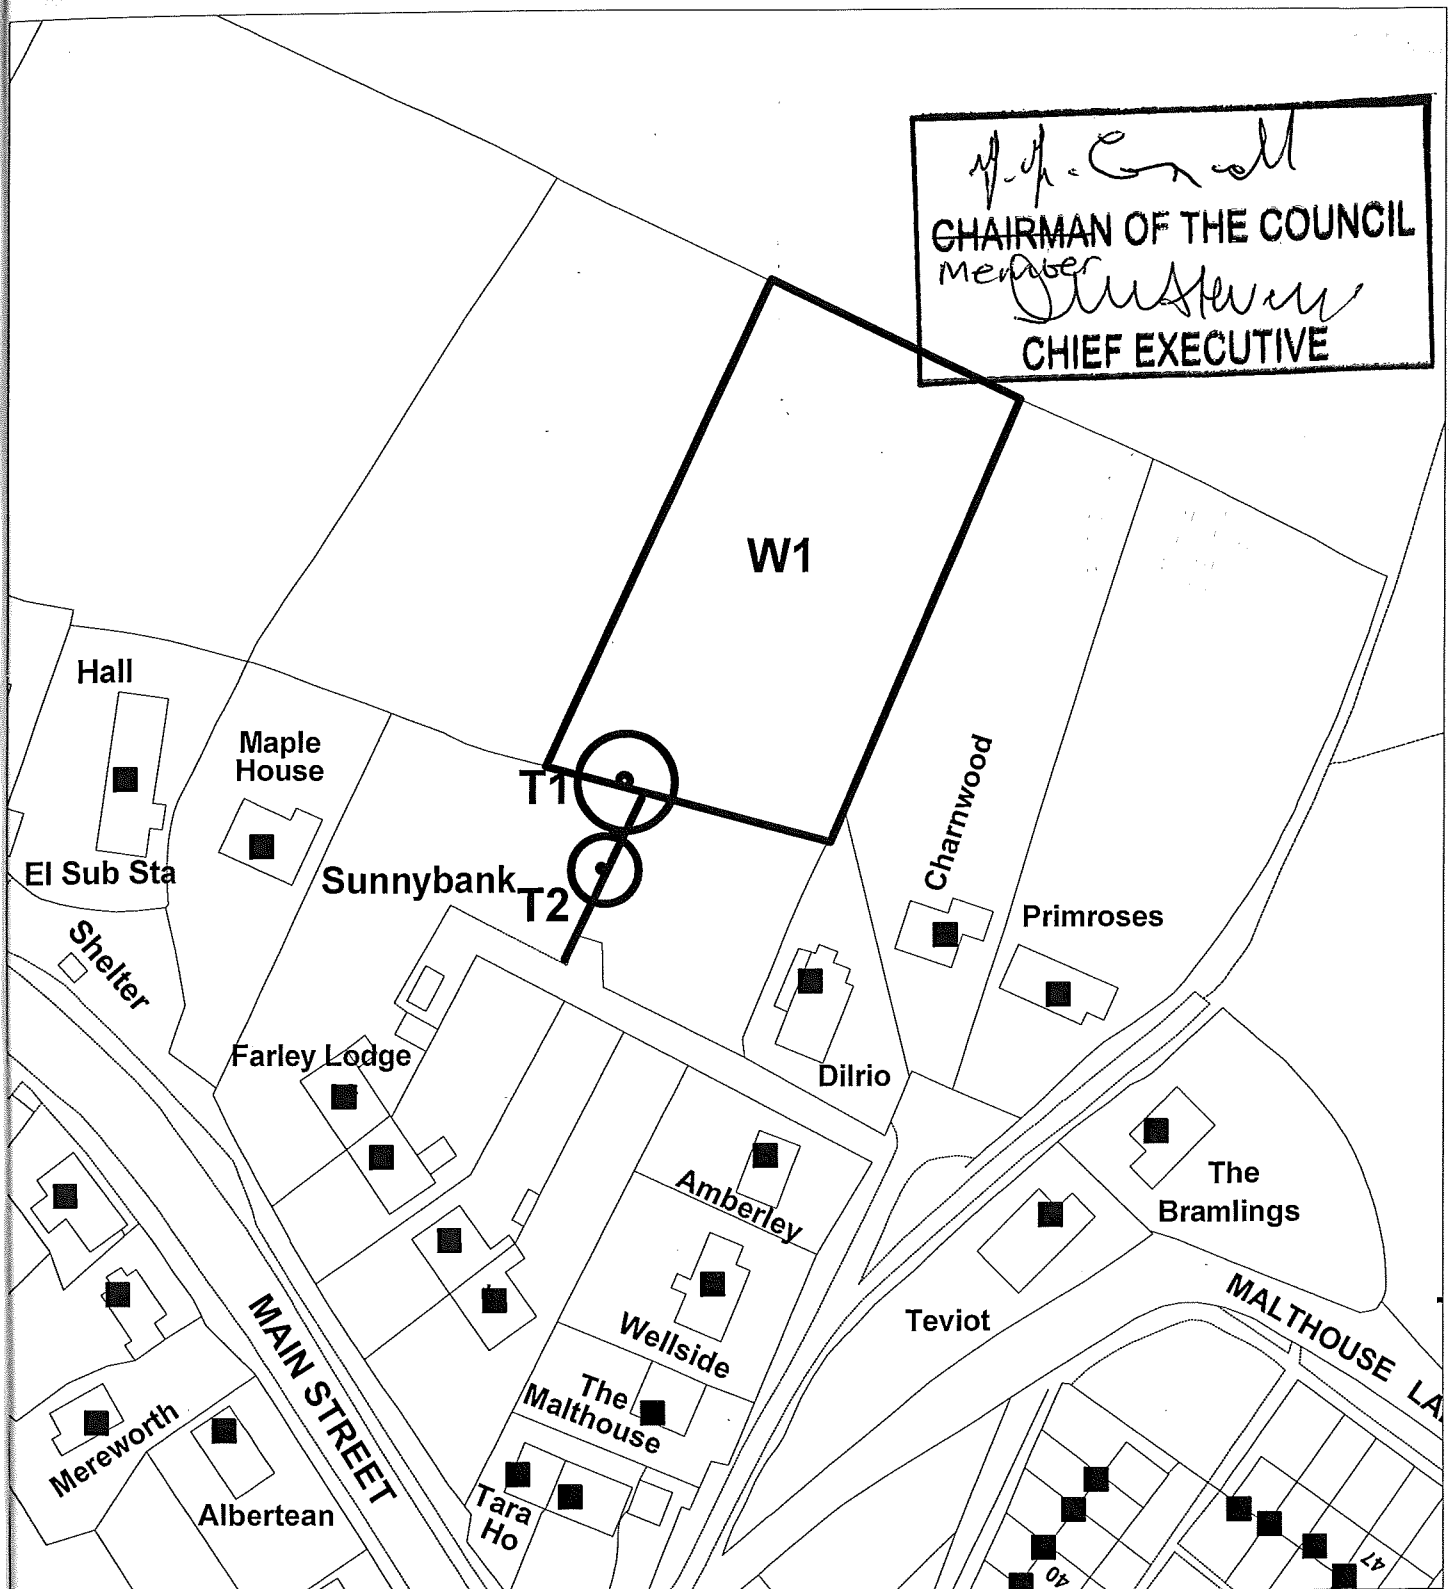 CHAIRMAN OF THE COUNCIL
Member
CHIEF EXECUTIVE
W1
Hall
Maple
House
T1
Charnwood
El Sub Sta
Sunnybank
T2
Primroses
Shelter
Farley Lodge
Dilrio
Amberley
The
Bramlings
Wellside
Teviot
MALTHOUSE LA
MAIN STREET
The
Malthouse
Mereworth
Albertean
Tara
Ho
40
47